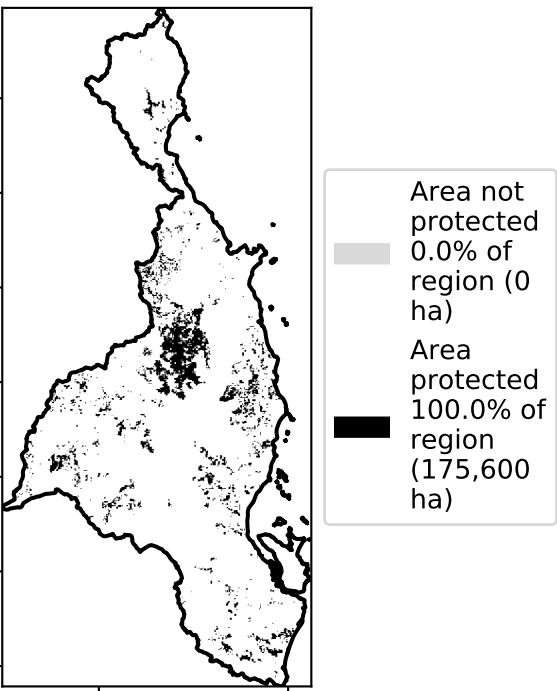 Area not
protected
0.0% of
region (0
ha)
Area
protected
100.0% of
region
(175,600
ha)